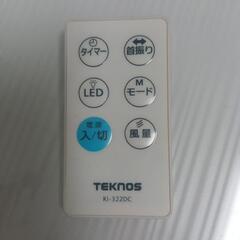 タイマー
首振り
LED
M
モード
電源
入/切
風量
TEKNOS
KI-322DC